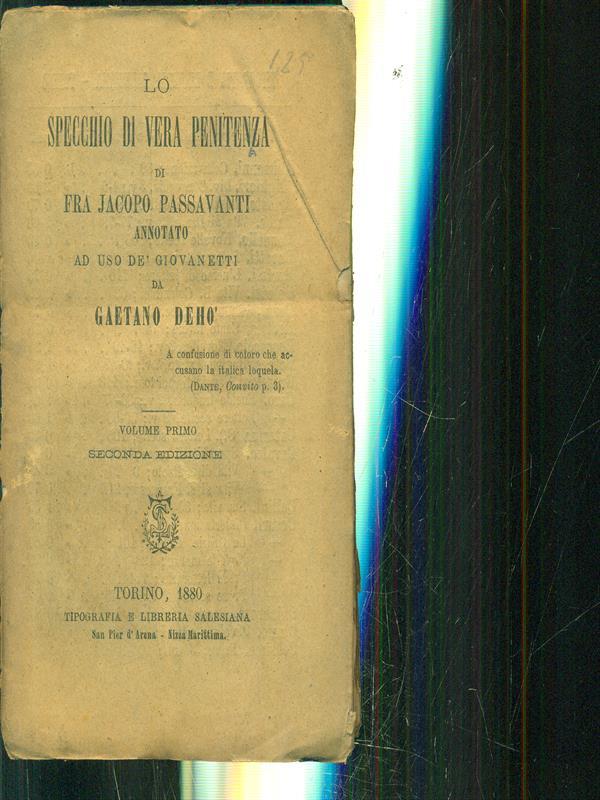 125
LO
SPECCHIO DI VERA PENITENZA
DI
FRA JACOPO PASSAVANTI
ANNOTATO
AD USO DE' GIOVANETTI
DA
GAETANO DEHO'
A confusione di coloro che ac-
cusano la italica loquela.
(DANTE, Convito p. 3).
VOLUME PRIMO
SECONDA EDIZIONE
TORINO, 1880
TIPOGRAFIA E LIBRERIA SALESIANA
San Pier d'Arena - Nizza Marittima.